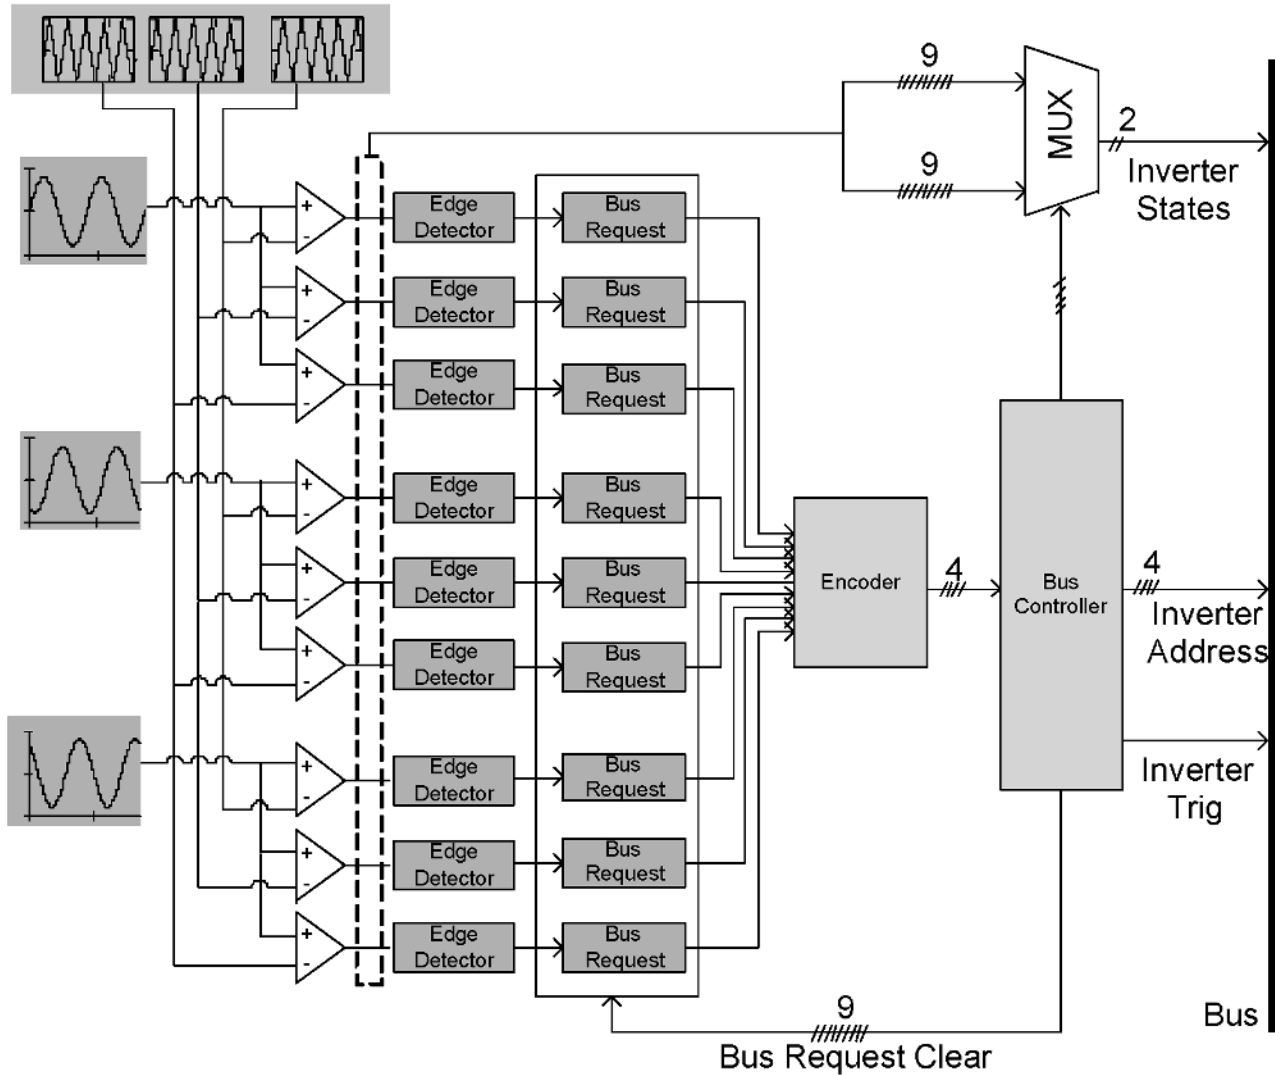 9
MUX
9
2
Inverter
States
+
-
Edge
Detector
Bus
Request
+
-
Edge
Detector
Bus
Request
+
-
Edge
Detector
Bus
Request
+
-
Edge
Detector
Bus
Request
+
-
Edge
Detector
Bus
Request
+
-
Edge
Detector
Bus
Request
Encoder
4
Bus
Controller
4
Inverter
Address
+
-
Edge
Detector
Bus
Request
Inverter
Trig
+
-
Edge
Detector
Bus
Request
+
-
Edge
Detector
Bus
Request
9
Bus Request Clear
Bus